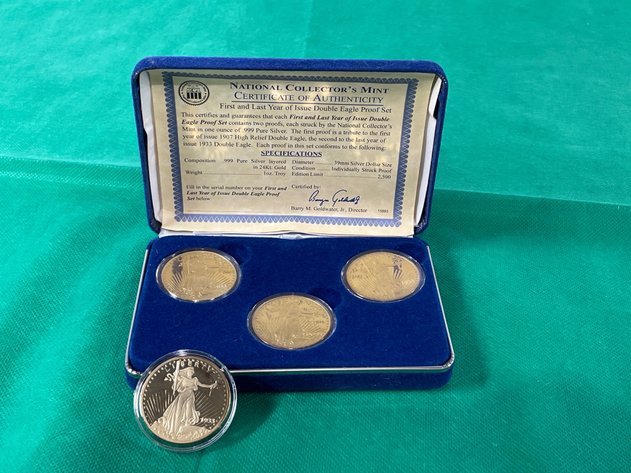 NATIONAL COLLECTOR'S MINT
CERTIFICATE OF AUTHENTICITY
First and Last Year of Issue Double Eagle Proof Set
This certifies and guarantees that each First and Last Year of Issue Double
Eagle Proof Set contains two proofs, each struck by the National Collector's
Mint in one ounce of .999 Pure Silver. The first proof is a tribute to the first
year of issue 1907 High Relief Double Eagle, the second to the last year of
issue 1933 Double Eagle. Each proof in this set conforms to the following:
SPECIFICATIONS
Composition .999 Pure Silver layered in 24Kt. Gold
Diameter 39mm Silver Dollar Size
Weight 1oz. Troy
Condition Individually Struck Proof
Edition Limit 2,500
Fill in the serial number on your First and
Last Year of Issue Double Eagle Proof
Set below
Certified by:
Barry Goldwater Jr
Barry M. Goldwater, Jr., Director
LIBERTY
1933